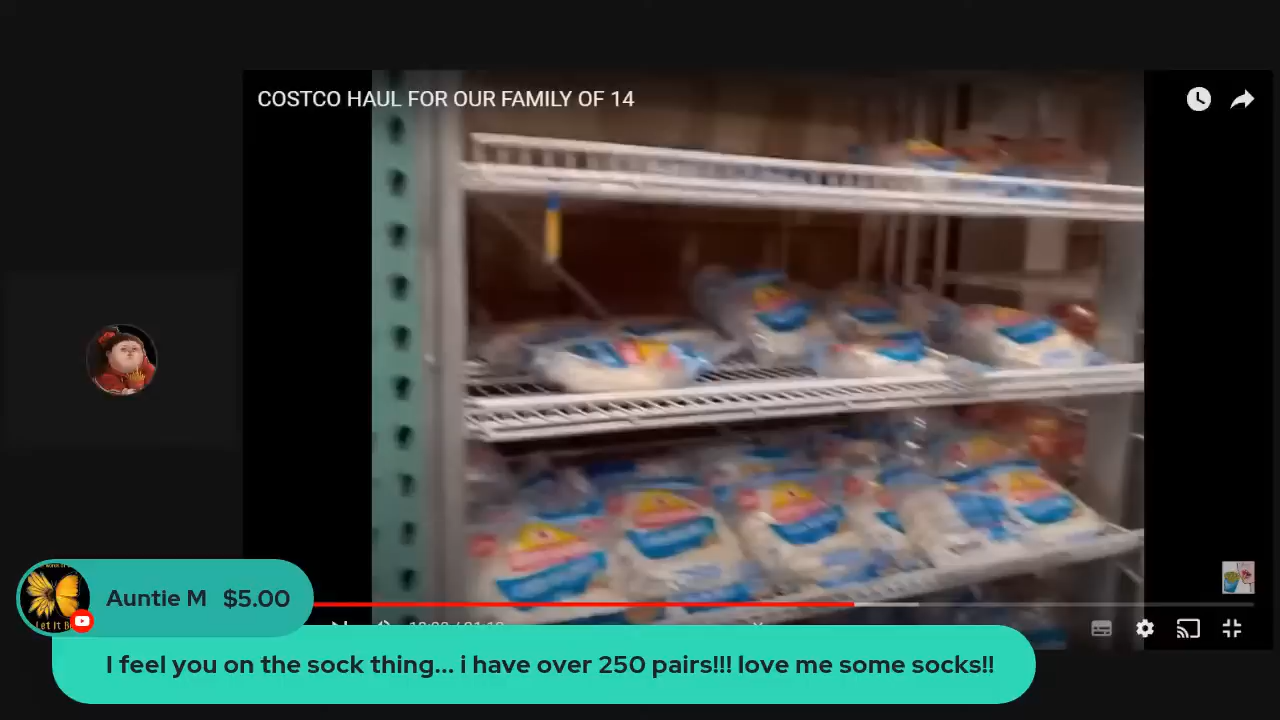 COSTCO HAUL FOR OUR FAMILY OF 14
Auntie M $5.00
I feel you on the sock thing... i have over 250 pairs!!! love me some socks!!